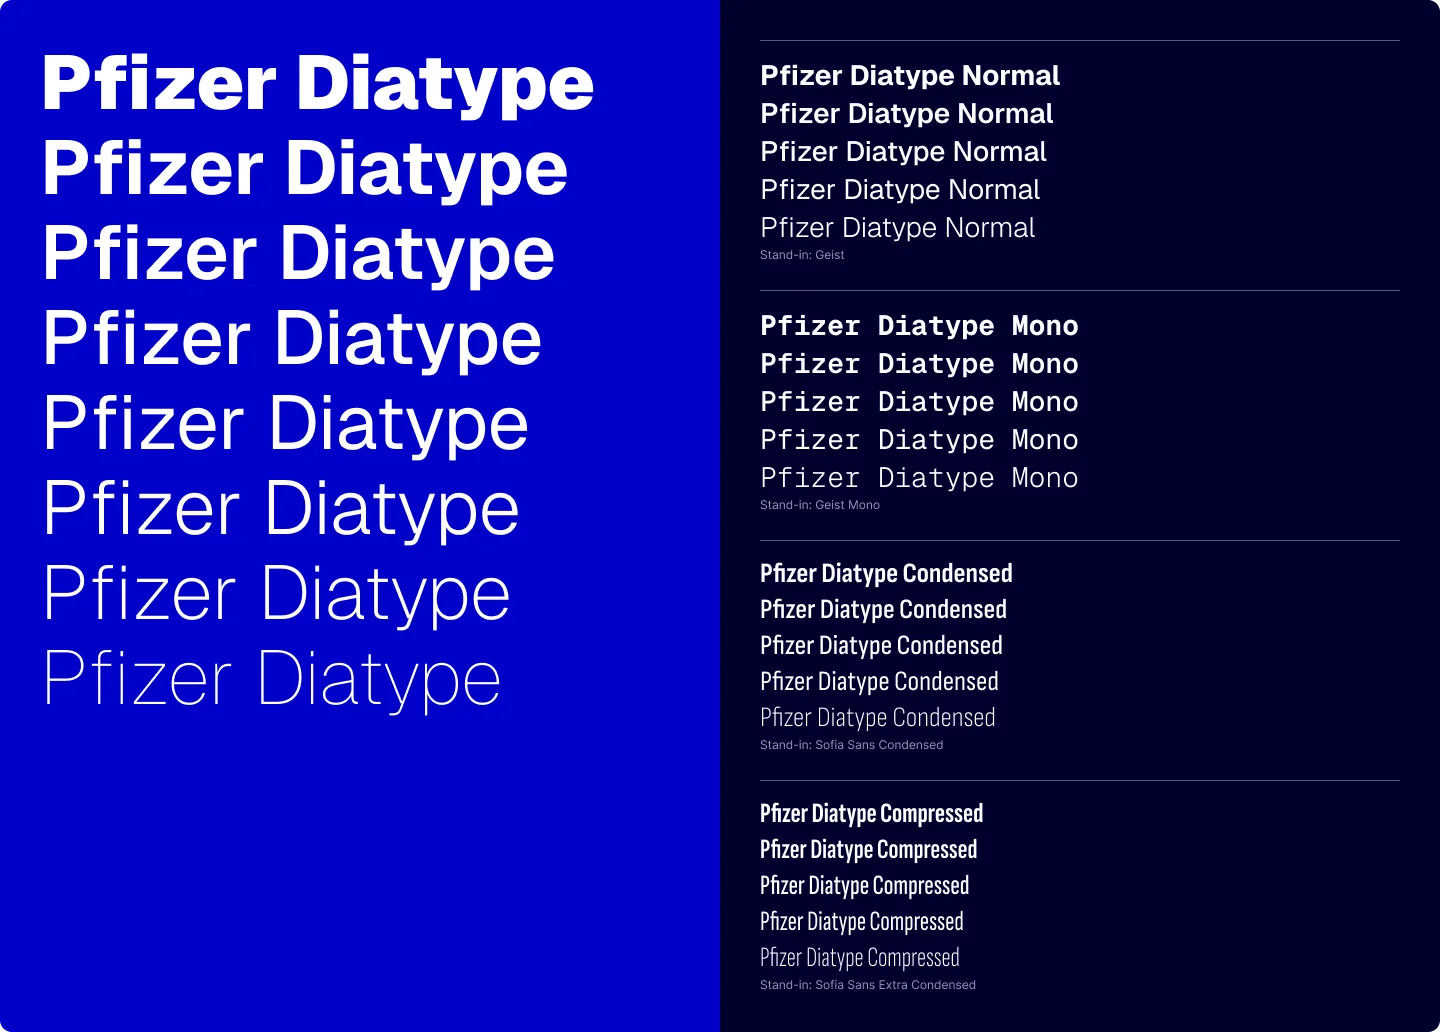 Pfizer Diatype
Pfizer Diatype
Pfizer Diatype
Pfizer Diatype
Pfizer Diatype
Pfizer Diatype
Pfizer Diatype
Pfizer Diatype
Pfizer Diatype Normal
Pfizer Diatype Normal
Pfizer Diatype Normal
Pfizer Diatype Normal
Pfizer Diatype Normal
Stand-in: Geist
Pfizer Diatype Mono
Pfizer Diatype Mono
Pfizer Diatype Mono
Pfizer Diatype Mono
Pfizer Diatype Mono
Stand-in: Geist Mono
Pfizer Diatype Condensed
Pfizer Diatype Condensed
Pfizer Diatype Condensed
Pfizer Diatype Condensed
Pfizer Diatype Condensed
Stand-in: Sofia Sans Condensed
Pfizer Diatype Compressed
Pfizer Diatype Compressed
Pfizer Diatype Compressed
Pfizer Diatype Compressed
Pfizer Diatype Compressed
Stand-in: Sofia Sans Extra Condensed